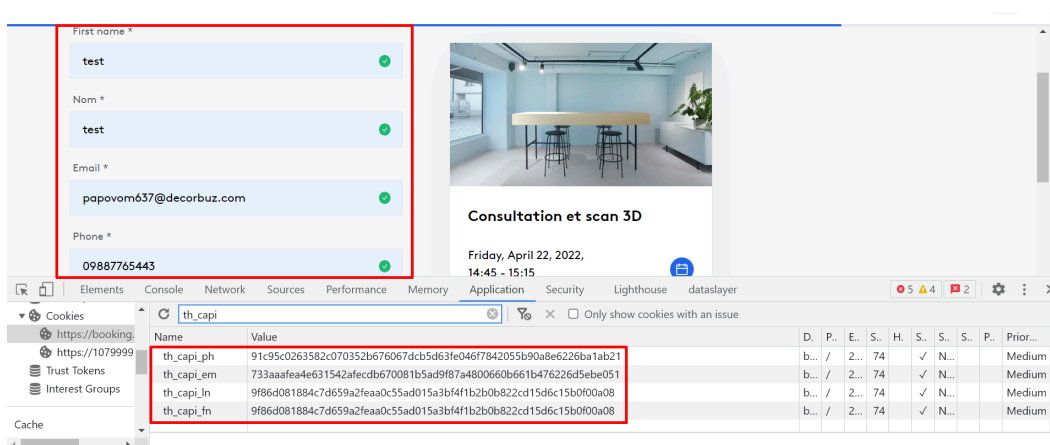 First name *
test
Nom *
test
Email *
papovom637@decorbuz.com
Phone *
09887765443
Consultation et scan 3D
Friday, April 22, 2022,
14:45 - 15:15
Elements Console Network Sources Performance Memory Application Security Lighthouse dataslayer 5 4 2
Cookies
https://booking.
https://1079999
Trust Tokens
Interest Groups
Cache
th_capi Only show cookies with an issue
Name Value D. P.. E.. S.. H. S.. S.. S.. P.. Prior...
th_capi_ph 91c95c0263582c070352b676067dcb5d63fe046f7842055b90a8e6226ba1ab21 b... / 2... 74 ✓ N... Medium
th_capi_em 733aaafea4e631542afecdb670081b5ad9f87a4800660b661b476226d5ebe051 b... / 2... 74 ✓ N... Medium
th_capi_ln 9f86d081884c7d659a2feaa0c55ad015a3bf4f1b2b0b822cd15d6c15b0f00a08 b... / 2... 74 ✓ N... Medium
th_capi_fn 9f86d081884c7d659a2feaa0c55ad015a3bf4f1b2b0b822cd15d6c15b0f00a08 b... / 2... 74 ✓ N... Medium